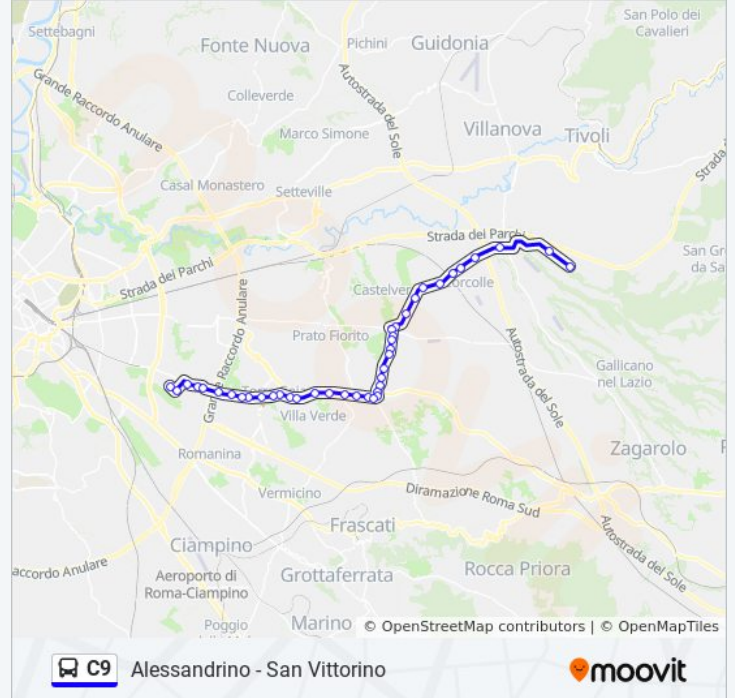 San Polo dei
Cavalieri
Settebagni
Fonte Nuova
Pichini
Guidonia
Grande Raccordo Anulare
Autostrada del Sole
Colleverde
Marco Simone
Villanova
Tivoli
Casal Monastero
Setteville
Strada dei Parchi
San Gr
da Sa
Strada dei Parchi
Grande Raccordo Anulare
Prato Fiorito
Autostrada del Sole
Gallicano
nel Lazio
Villa Verde
Romanina
Zagarolo
Vermicino
Diramazione Roma Sud
Frascati
Ciampino
Autostrada del Sole
accordo Anulare
Aeroporto di
Roma-Ciampino
Grottaferrata
Rocca Priora
Marino
Poggio
© OpenStreetMap contributors | © OpenMapTiles
C9 Alessandrino - San Vittorino
moovit